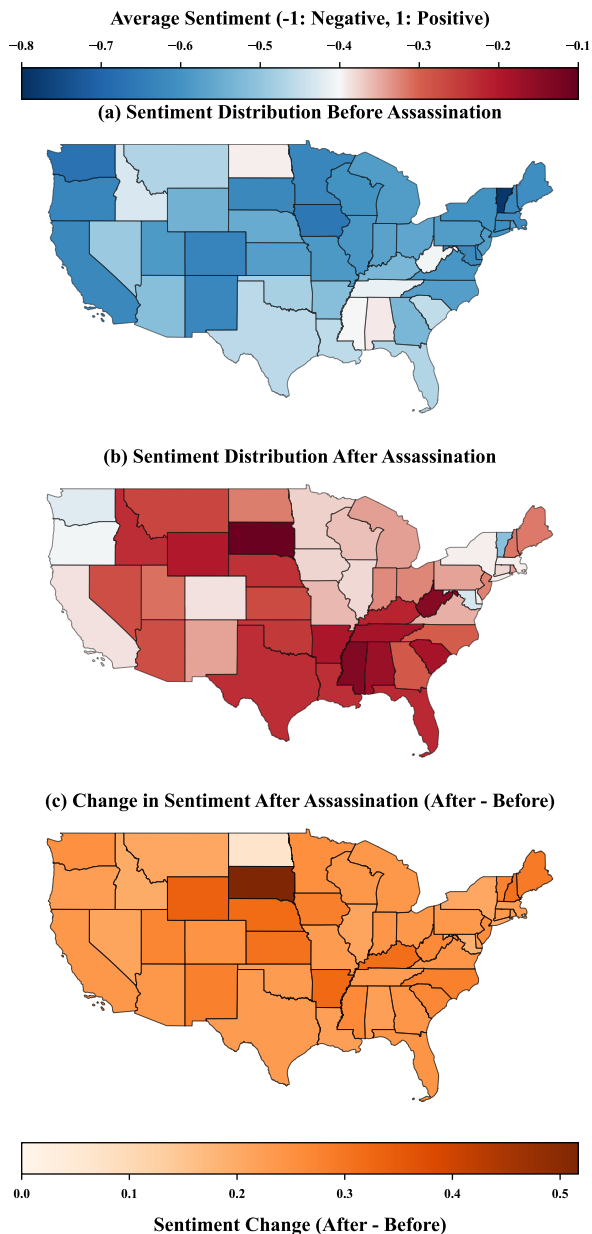 Average Sentiment (-1: Negative, 1: Positive)
−0.8 −0.7 −0.6 −0.5 −0.4 −0.3 −0.2 −0.1
(a) Sentiment Distribution Before Assassination
(b) Sentiment Distribution After Assassination
(c) Change in Sentiment After Assassination (After - Before)
0.0 0.1 0.2 0.3 0.4 0.5
Sentiment Change (After - Before)